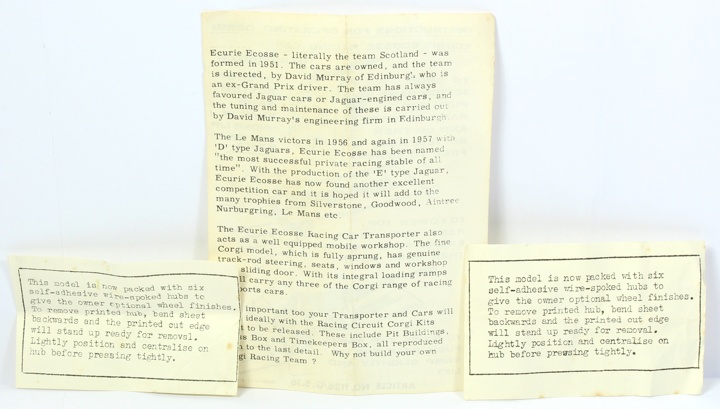 Ecurie Ecosse - literally the team Scotland - was
formed in 1951. The cars are owned, and the team
is directed, by David Murray of Edinburgh, who is
an ex-Grand Prix driver. The team has always
favoured Jaguar cars or Jaguar-engined cars, and
the tuning and maintenance of these is carried out
by David Murray's engineering firm in Edinburgh.
The Le Mans victors in 1956 and again in 1957 with
'D' type Jaguars, Ecurie Ecosse has been named
"the most successful private racing stable of all
time". With the production of the 'E' type Jaguar,
Ecurie Ecosse has now found another excellent
competition car and it is hoped it will add to the
many trophies from Silverstone, Goodwood, Aintree
Nurburgring, Le Mans etc.
The Ecurie Ecosse Racing Car Transporter also
acts as a well equipped mobile workshop. The fine
Corgi model, which is fully sprung, has genuine
track-rod steering, seats, windows and workshop
sliding door. With its integral loading ramps
carry any three of the Corgi range of racing
cars.
important too your Transporter and Cars will
ideally with the Racing Circuit Corgi Kits
to be released. These include Pit Buildings,
Box and Timekeepers Box, all reproduced
to the last detail. Why not build your own
Racing Team ?
This model is now packed with six
self-adhesive wire-spoked hubs to
give the owner optional wheel finishes.
To remove printed hub, bend sheet
backwards and the printed cut edge
will stand up ready for removal.
Lightly position and centralise on
hub before pressing tightly.
This model is now packed with six
self-adhesive wire-spoked hubs to
give the owner optional wheel finishes.
To remove printed hub, bend sheet
backwards and the printed cut edge
will stand up ready for removal.
Lightly position and centralise on
hub before pressing tightly.